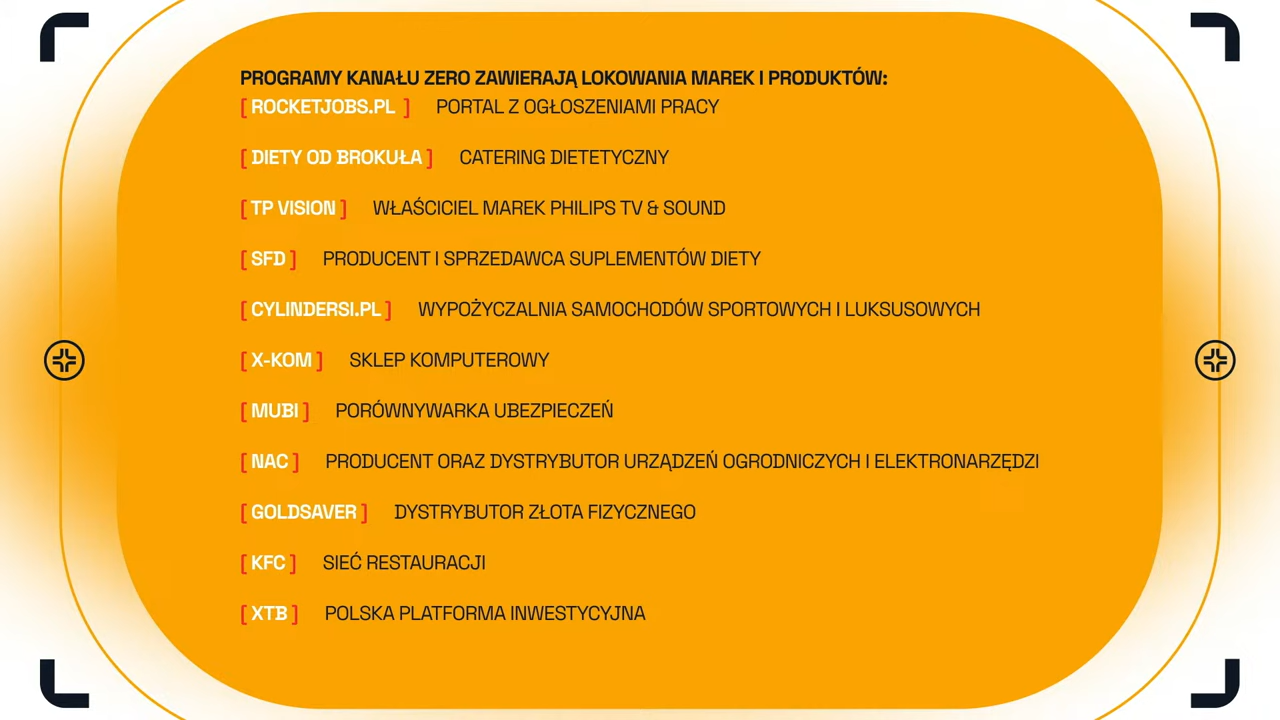 PROGRAMY KANAŁU ZERO ZAWIERAJĄ LOKOWANIA MAREK I PRODUKTÓW:
[ ROCKETJOBS.PL ] PORTAL Z OGŁOSZENIAMI PRACY
[ DIETY OD BROKUŁA ] CATERING DIETETYCZNY
[ TP VISION ] WŁAŚCICIEL MAREK PHILIPS TV & SOUND
[ SFD ] PRODUCENT I SPRZEDAWCA SUPLEMENTÓW DIETY
[ CYLINDERSI.PL ] WYPOŻYCZALNIA SAMOCHODÓW SPORTOWYCH I LUKSUSOWYCH
[ X-KOM ] SKLEP KOMPUTEROWY
[ MUBI ] PORÓWNYWARKA UBEZPIECZEŃ
[ NAC ] PRODUCENT ORAZ DYSTRYBUTOR URZĄDZEŃ OGRODNICZYCH I ELEKTRONARZĘDZI
[ GOLDSAVER ] DYSTRYBUTOR ZŁOTA FIZYCZNEGO
[ KFC ] SIEĆ RESTAURACJI
[ XTB ] POLSKA PLATFORMA INWESTYCYJNA